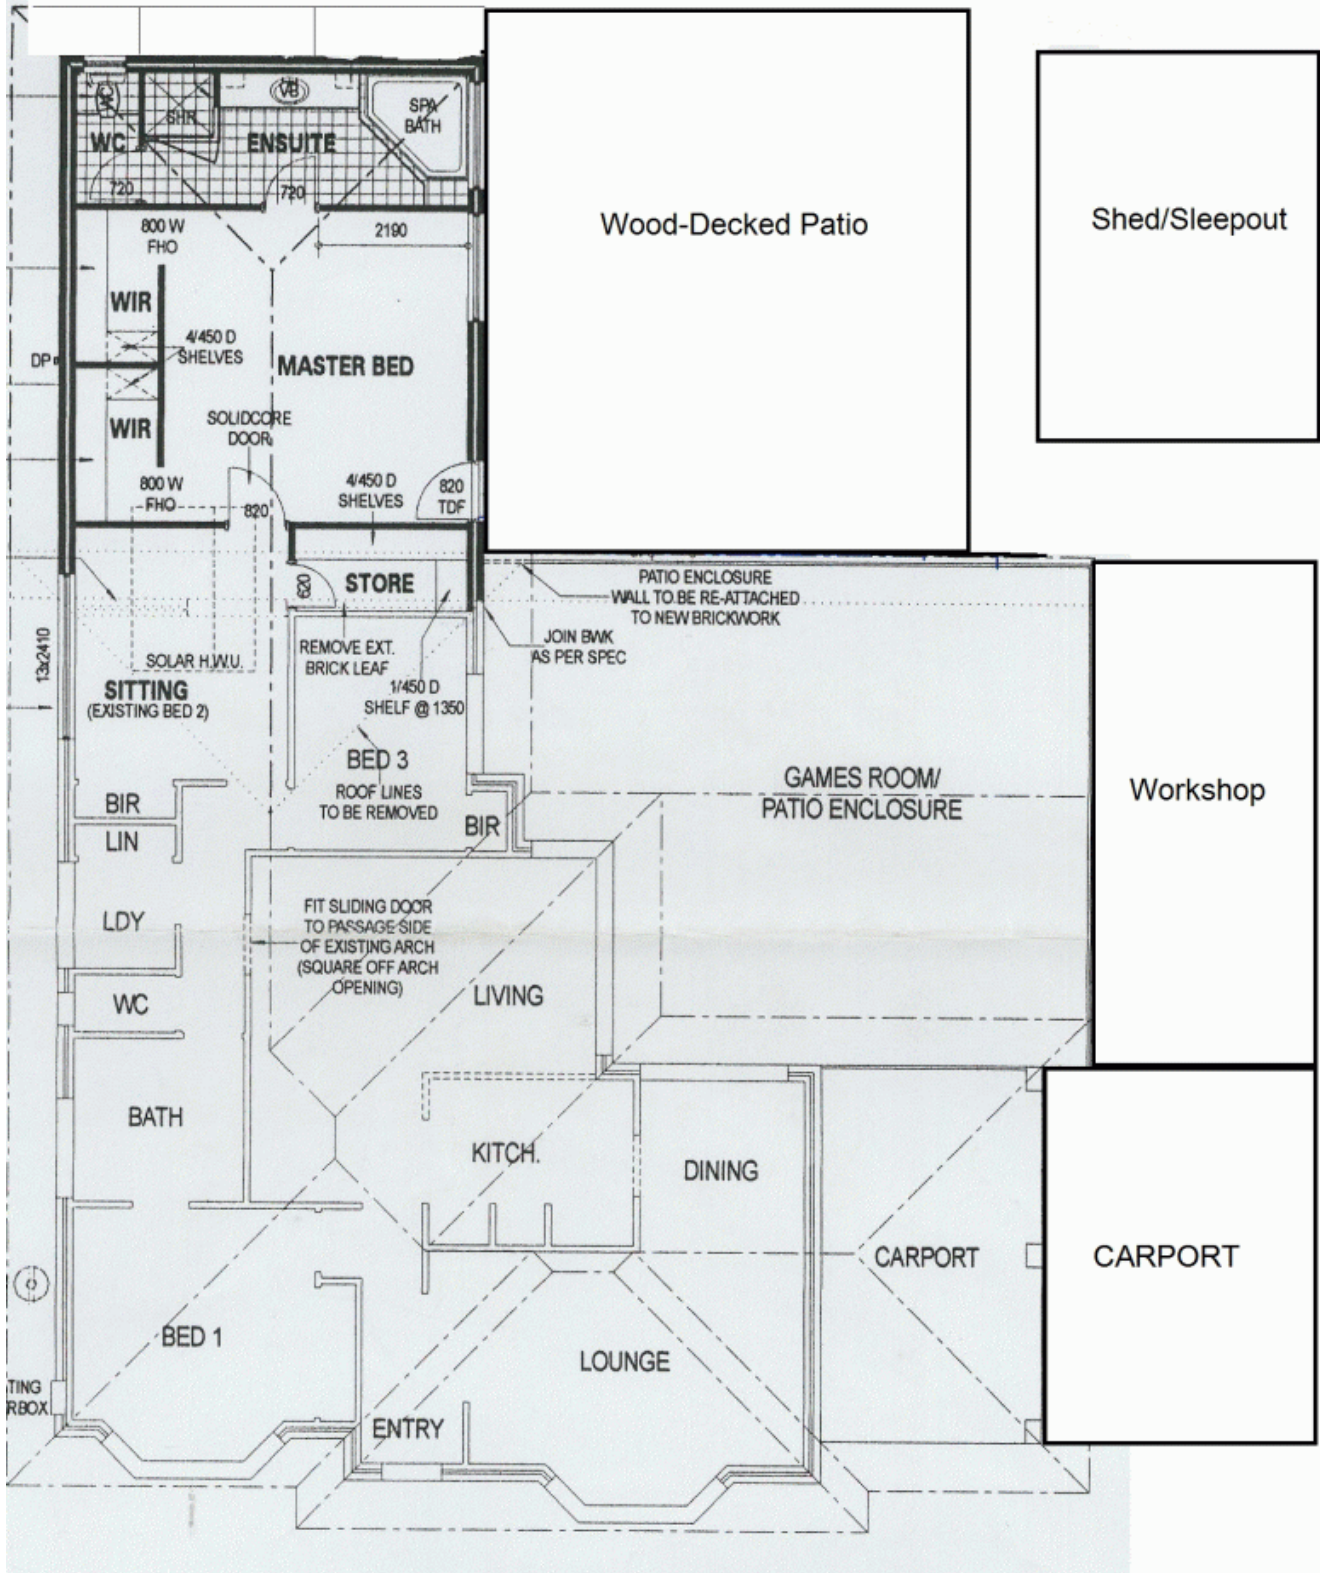 WC
SHR
VB
SPA
BATH
WC
ENSUITE
720
720
800 W
FHO
2190
WIR
4/450 D
SHELVES
DP
MASTER BED
WIR
SOLIDCORE
DOOR
800 W
FHO
820
4/450 D
SHELVES
820
TDF
Wood-Decked Patio
Shed/Sleepout
STORE
620
PATIO ENCLOSURE
WALL TO BE RE-ATTACHED
TO NEW BRICKWORK
JOIN BWK
AS PER SPEC
REMOVE EXT.
BRICK LEAF
13x2410
SOLAR H.W.U.
SITTING
(EXISTING BED 2)
1/450 D
SHELF @ 1350
BED 3
ROOF LINES
TO BE REMOVED
GAMES ROOM/
PATIO ENCLOSURE
Workshop
BIR
LIN
BIR
LDY
FIT SLIDING DOOR
TO PASSAGE SIDE
OF EXISTING ARCH
(SQUARE OFF ARCH
OPENING)
LIVING
WC
BATH
KITCH.
DINING
CARPORT
CARPORT
BED 1
LOUNGE
TING
RBOX
ENTRY